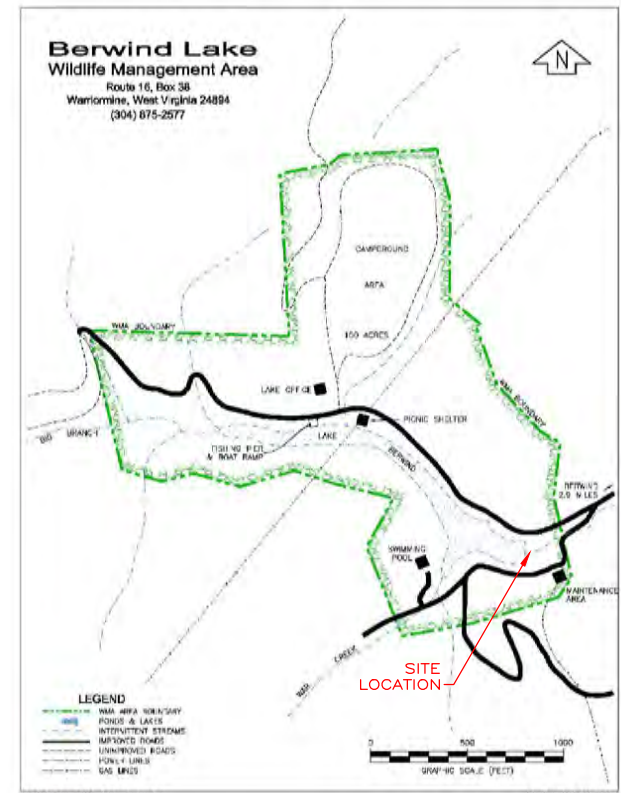 Berwind Lake
Wildlife Management Area
Route 16, Box 38
Warriormine, West Virginia 24894
(304) 875-2577
N
CAMPGROUND
AREA
100 ACRES
WMA BOUNDARY
LAKE OFFICE
PICNIC SHELTER
WMA BOUNDARY
BIG BRANCH
FISHING PIER
& BOAT RAMP
LAKE
BERWIND
BERWIND
2.9 MILES
SWIMMING
POOL
MAINTENANCE
AREA
WAR CREEK
SITE
LOCATION
LEGEND
WMA AREA BOUNDARY
PONDS & LAKES
INTERMITTENT STREAMS
IMPROVED ROADS
UNIMPROVED ROADS
POWER LINES
GAS LINES
0 500 1000
GRAPHIC SCALE (FEET)